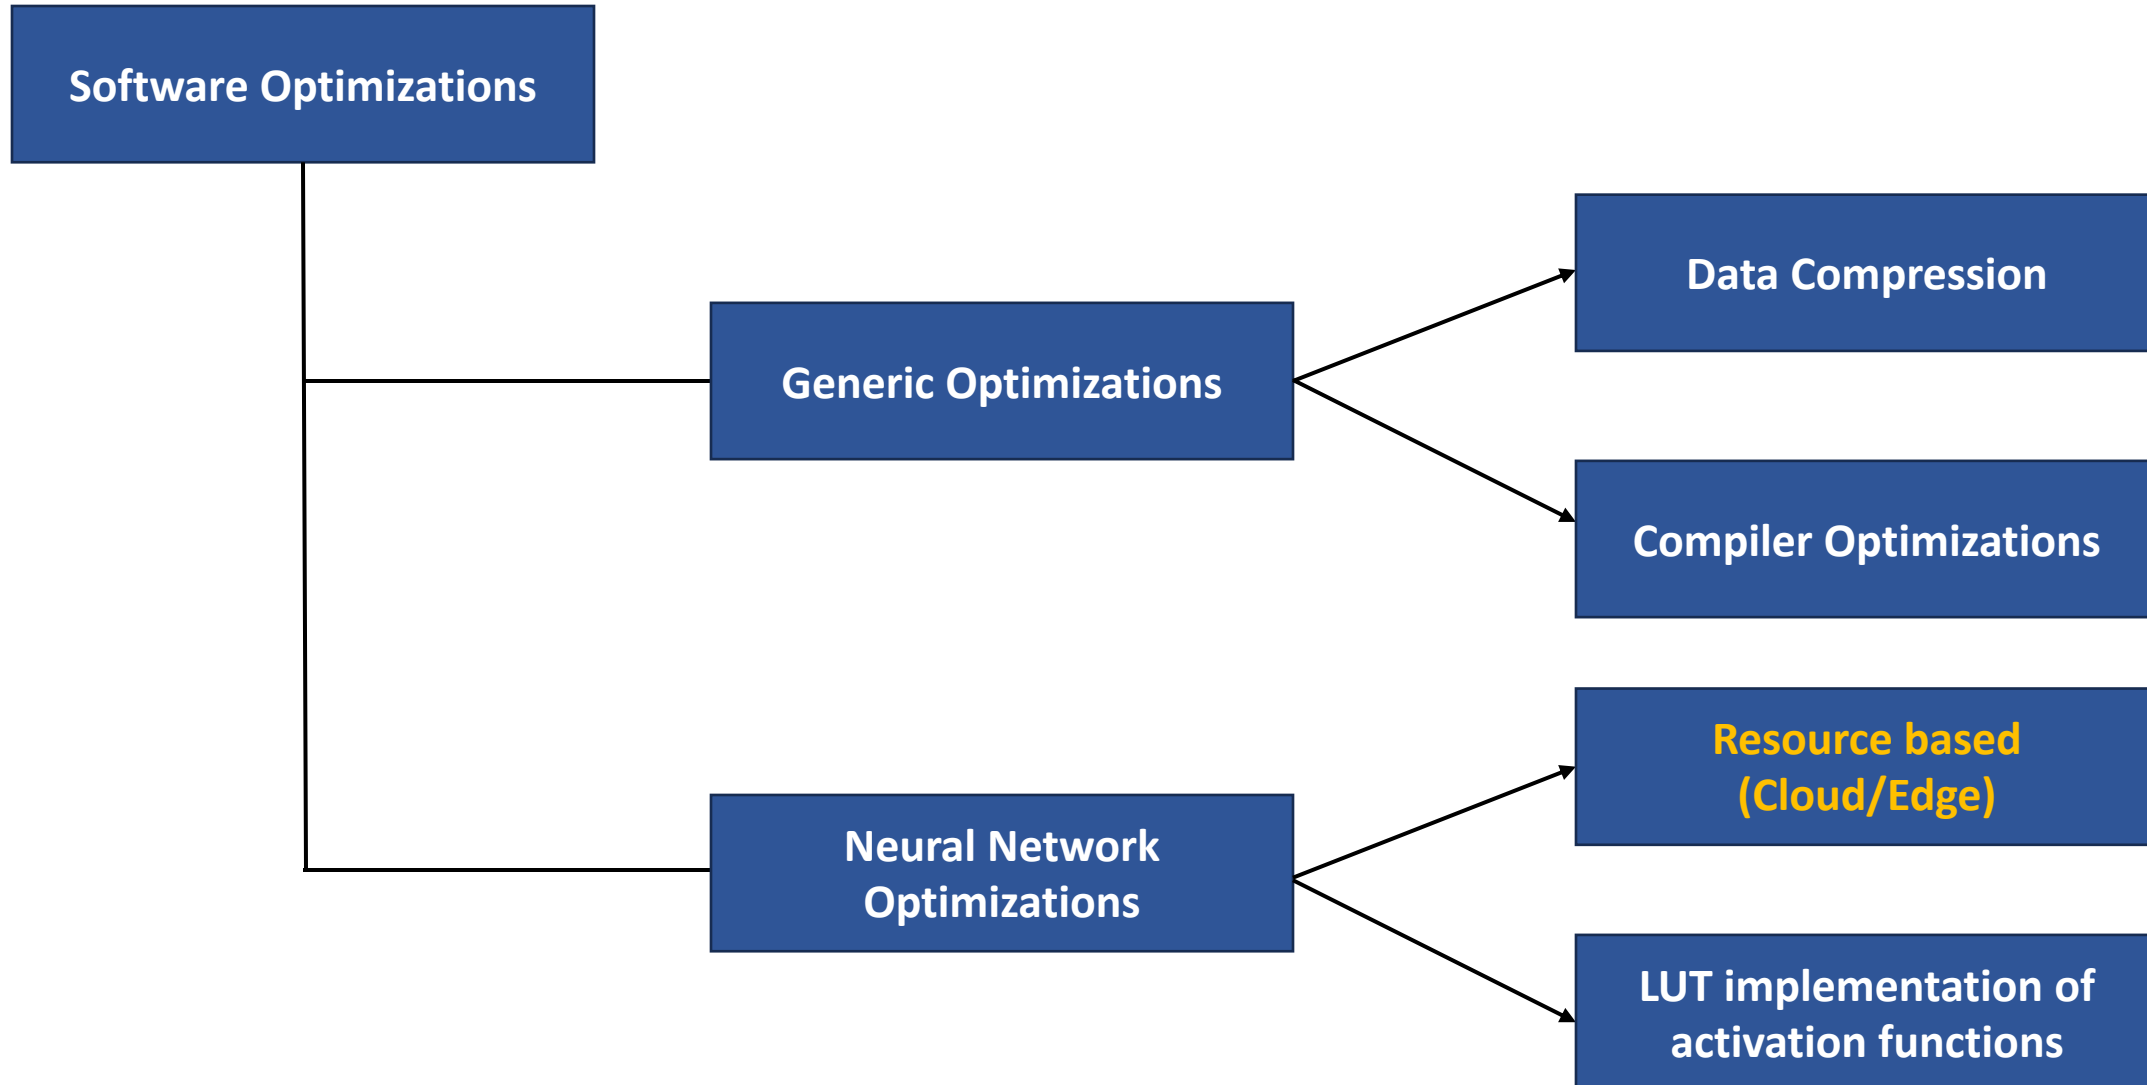 Software Optimizations
Data Compression
Generic Optimizations
Compiler Optimizations
Resource based
(Cloud/Edge)
Neural Network
Optimizations
LUT implementation of
activation functions